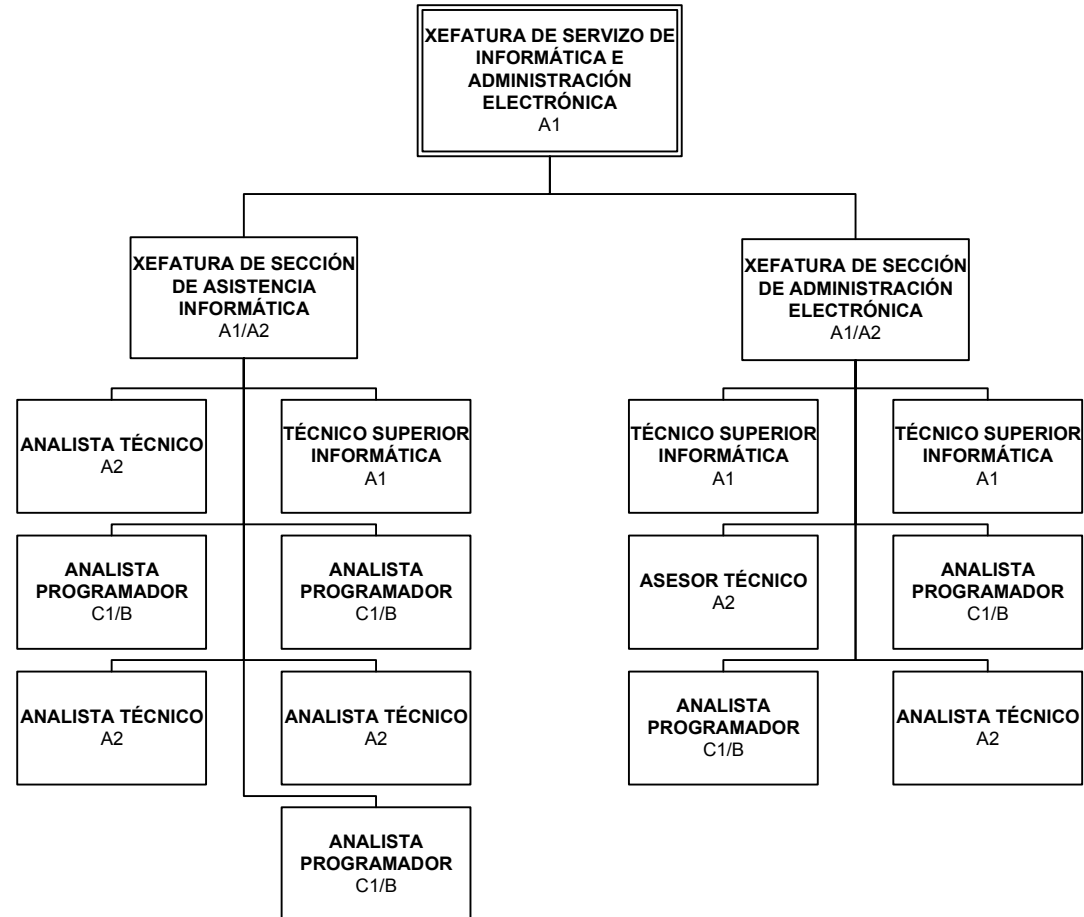 XEFATURA DE SERVIZO DE
INFORMÁTICA E
ADMINISTRACIÓN
ELECTRÓNICA
A1
XEFATURA DE SECCIÓN
DE ASISTENCIA
INFORMÁTICA
A1/A2
XEFATURA DE SECCIÓN
DE ADMINISTRACIÓN
ELECTRÓNICA
A1/A2
ANALISTA TÉCNICO
A2
TÉCNICO SUPERIOR
INFORMÁTICA
A1
TÉCNICO SUPERIOR
INFORMÁTICA
A1
TÉCNICO SUPERIOR
INFORMÁTICA
A1
ANALISTA
PROGRAMADOR
C1/B
ANALISTA
PROGRAMADOR
C1/B
ASESOR TÉCNICO
A2
ANALISTA
PROGRAMADOR
C1/B
ANALISTA TÉCNICO
A2
ANALISTA TÉCNICO
A2
ANALISTA
PROGRAMADOR
C1/B
ANALISTA TÉCNICO
A2
ANALISTA
PROGRAMADOR
C1/B